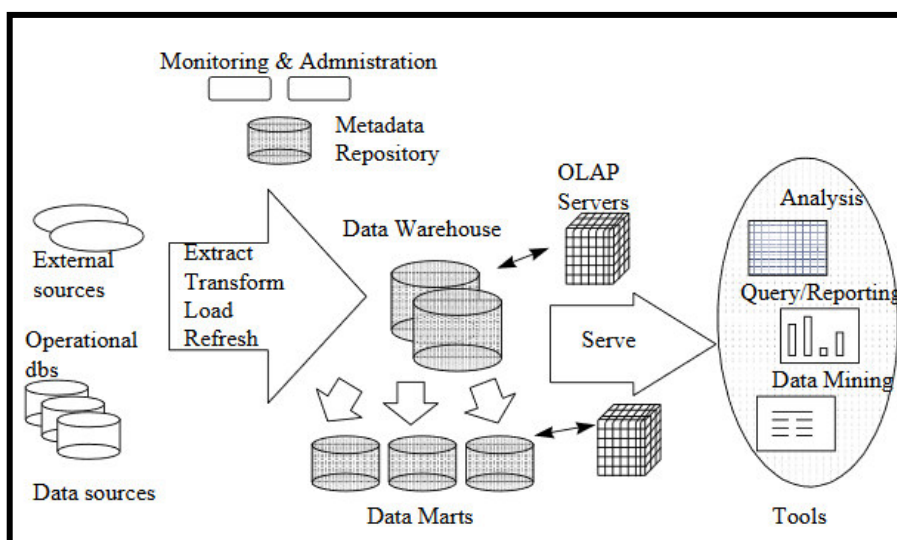 Monitoring & Admnistration
Metadata
Repository
OLAP
Servers
Analysis
Data Warehouse
External
sources
Extract
Transform
Load
Refresh
Query/Reporting
Operational
dbs
Serve
Data Mining
Data sources
Data Marts
Tools